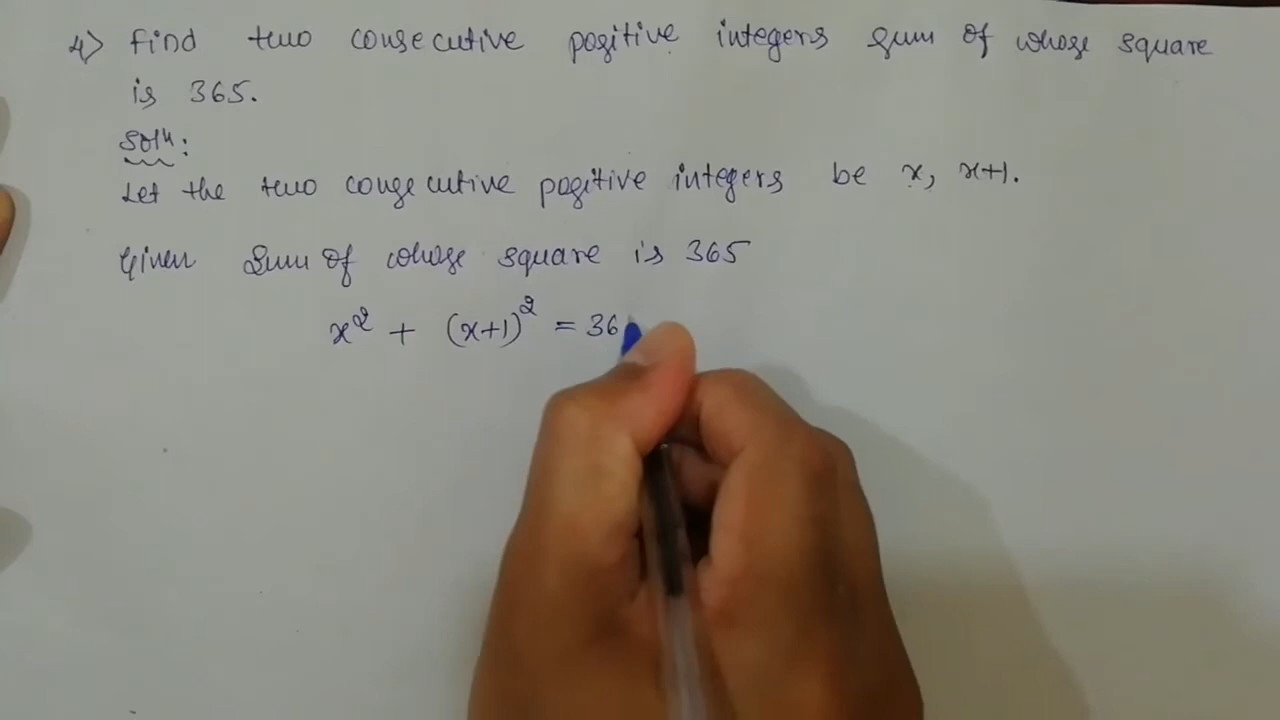 4) Find two consecutive positive integers sum of whose square
is 365.
Soln:
Let the two consecutive positive integers be x, x+1.
Given Sum of whose square is 365
x² + (x+1)² = 36